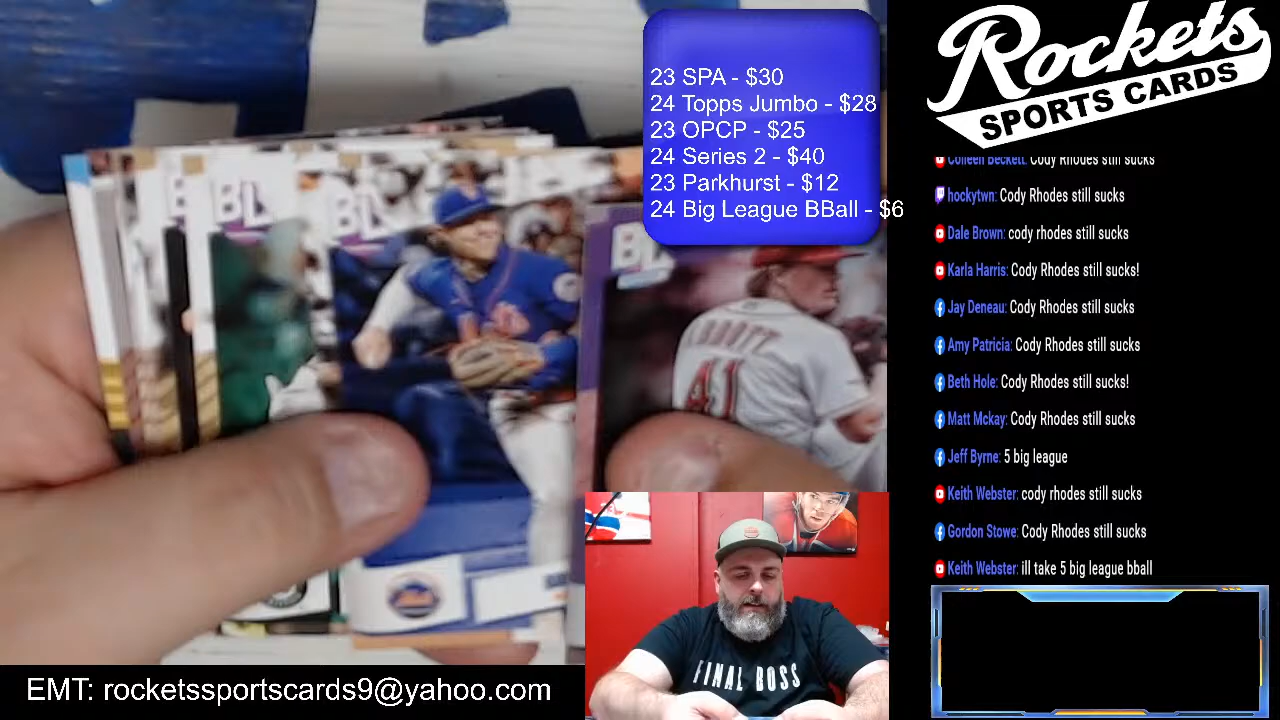 23 SPA - $30
24 Topps Jumbo - $28
23 OPCP - $25
24 Series 2 - $40
23 Parkhurst - $12
24 Big League BBall - $6
Rockets
SPORTS CARDS
Colleen Beckett: Cody Rhodes still sucks
hockytwn: Cody Rhodes still sucks
Dale Brown: cody rhodes still sucks
Karla Harris: Cody Rhodes still sucks!
Jay Deneau: Cody Rhodes still sucks
Amy Patricia: Cody Rhodes still sucks
Beth Hole: Cody Rhodes still sucks!
Matt Mckay: Cody Rhodes still sucks
Jeff Byrne: 5 big league
Keith Webster: cody rhodes still sucks
Gordon Stowe: Cody Rhodes still sucks
Keith Webster: ill take 5 big league bball
41
FINAL BOSS
EMT: rocketssportscards9@yahoo.com